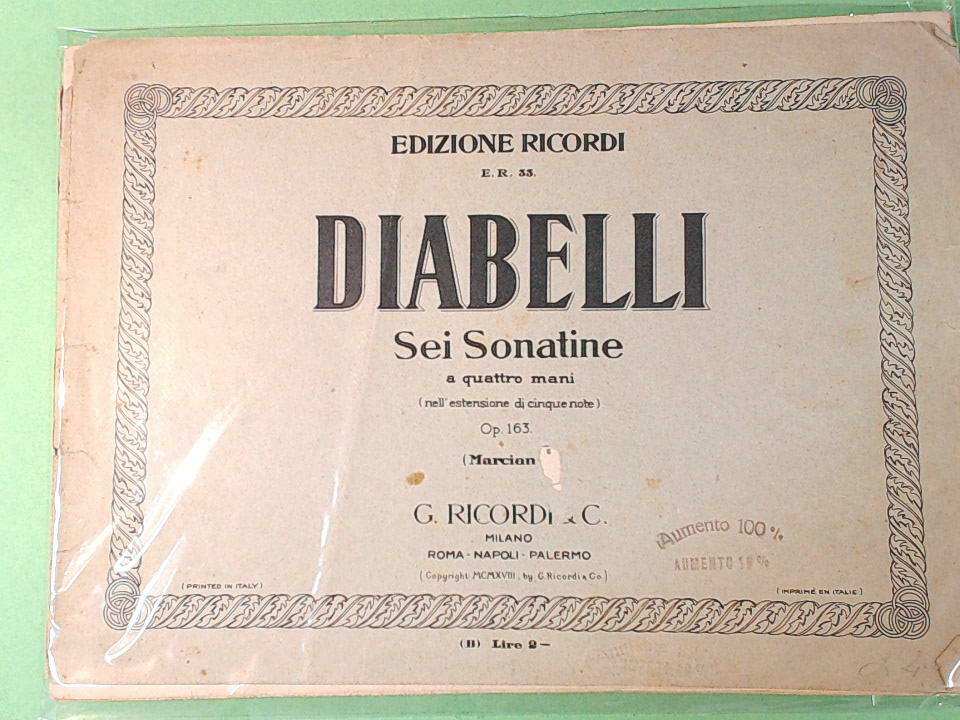 EDIZIONE RICORDI
E. R. 33.
DIABELLI
Sei Sonatine
a quattro mani
(nell'estensione di cinque note)
Op. 163.
(Marcian
G. RICORDI & C.
MILANO
ROMA - NAPOLI - PALERMO
(Copyright MCMXVIII, by G. Ricordi & Co.)
Aumento 100 %
AUMENTO 10 %
(PRINTED IN ITALY)
(IMPRIMÉ EN ITALIE)
(B) Lire 2 —